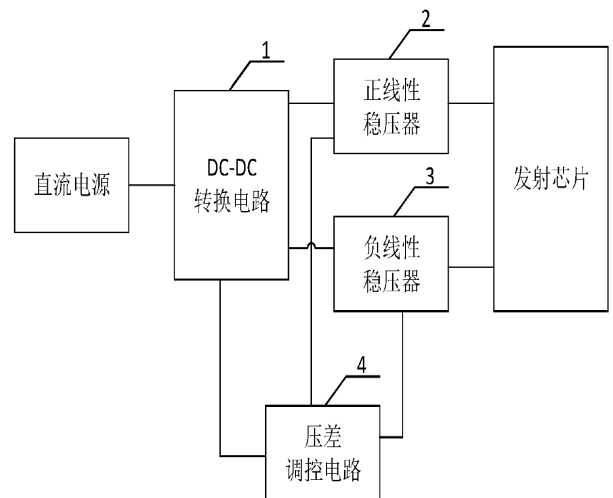 1
2
正线性
稳压器
直流电源
DC-DC
转换电路
发射芯片
3
负线性
稳压器
4
压差
调控电路